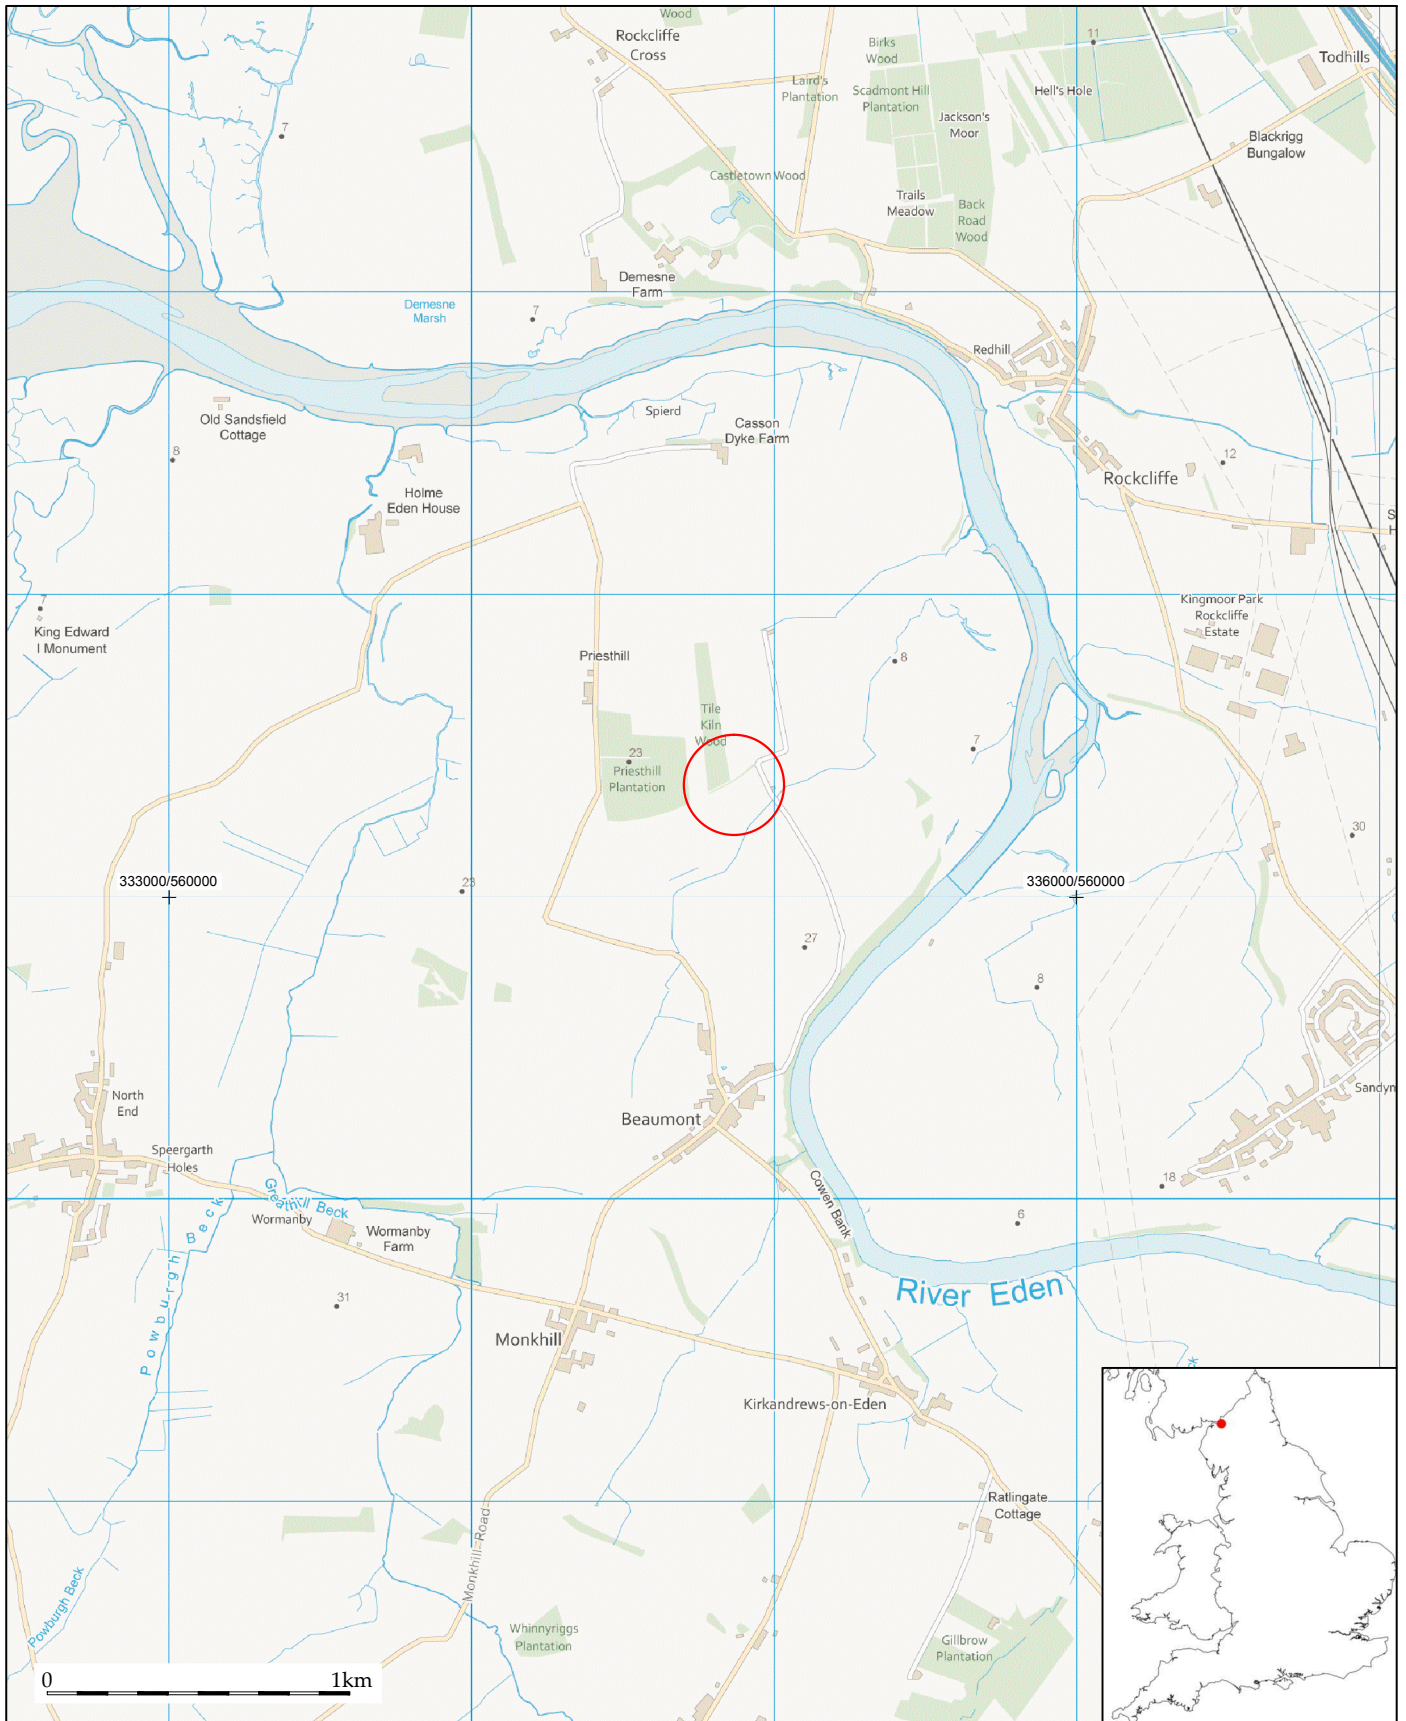 Wood
Rockcliffe
Cross
Birks
Wood
11
Todhills
Laird's
Plantation
Scadmont Hill
Plantation
Hell's Hole
Jackson's
Moor
7
Blackrigg
Bungalow
Castletown Wood
Trails
Meadow
Back
Road
Wood
Demesne
Farm
Demesne
Marsh
7
Redhill
Old Sandsfield
Cottage
Spierd
Casson
Dyke Farm
8
12
Rockcliffe
Holme
Eden House
S
H
7
King Edward
I Monument
Kingmoor Park
Rockcliffe
Estate
Priesthill
8
Tile
Kiln
Wood
7
23
Priesthill
Plantation
30
333000/560000
23
336000/560000
27
8
North
End
Sandyn
Beaumont
Speergarth
Holes
Cowen Bank
18
Greathill Beck
Wormanby
Wormanby
Farm
6
Powburgh Beck
River Eden
31
Monkhill
ck
Kirkandrews-on-Eden
Ratlingate
Cottage
Monkhill Road
Powburgh Beck
Whinnyriggs
Plantation
Gillbrow
Plantation
0 1km